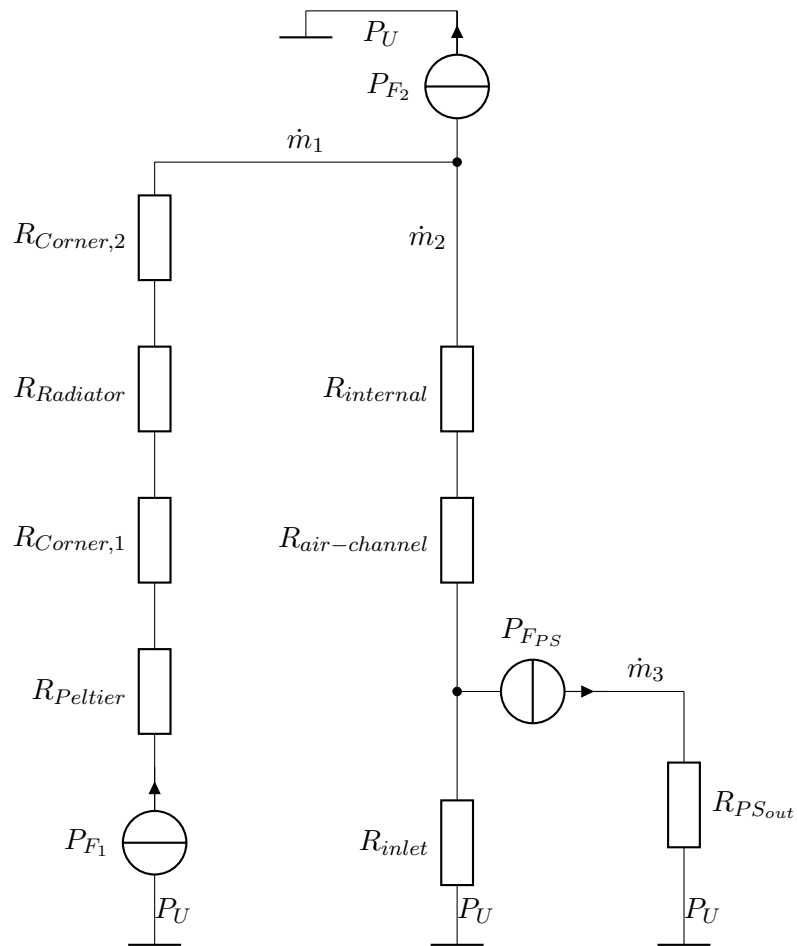 P_U
P_{F_2}
ṁ_1
R_{Corner,2}
ṁ_2
R_{Radiator}
R_{internal}
R_{Corner,1}
R_{air−channel}
P_{F_{PS}}
R_{Peltier}
ṁ_3
R_{PS_{out}}
P_{F_1}
R_{inlet}
P_U
P_U
P_U